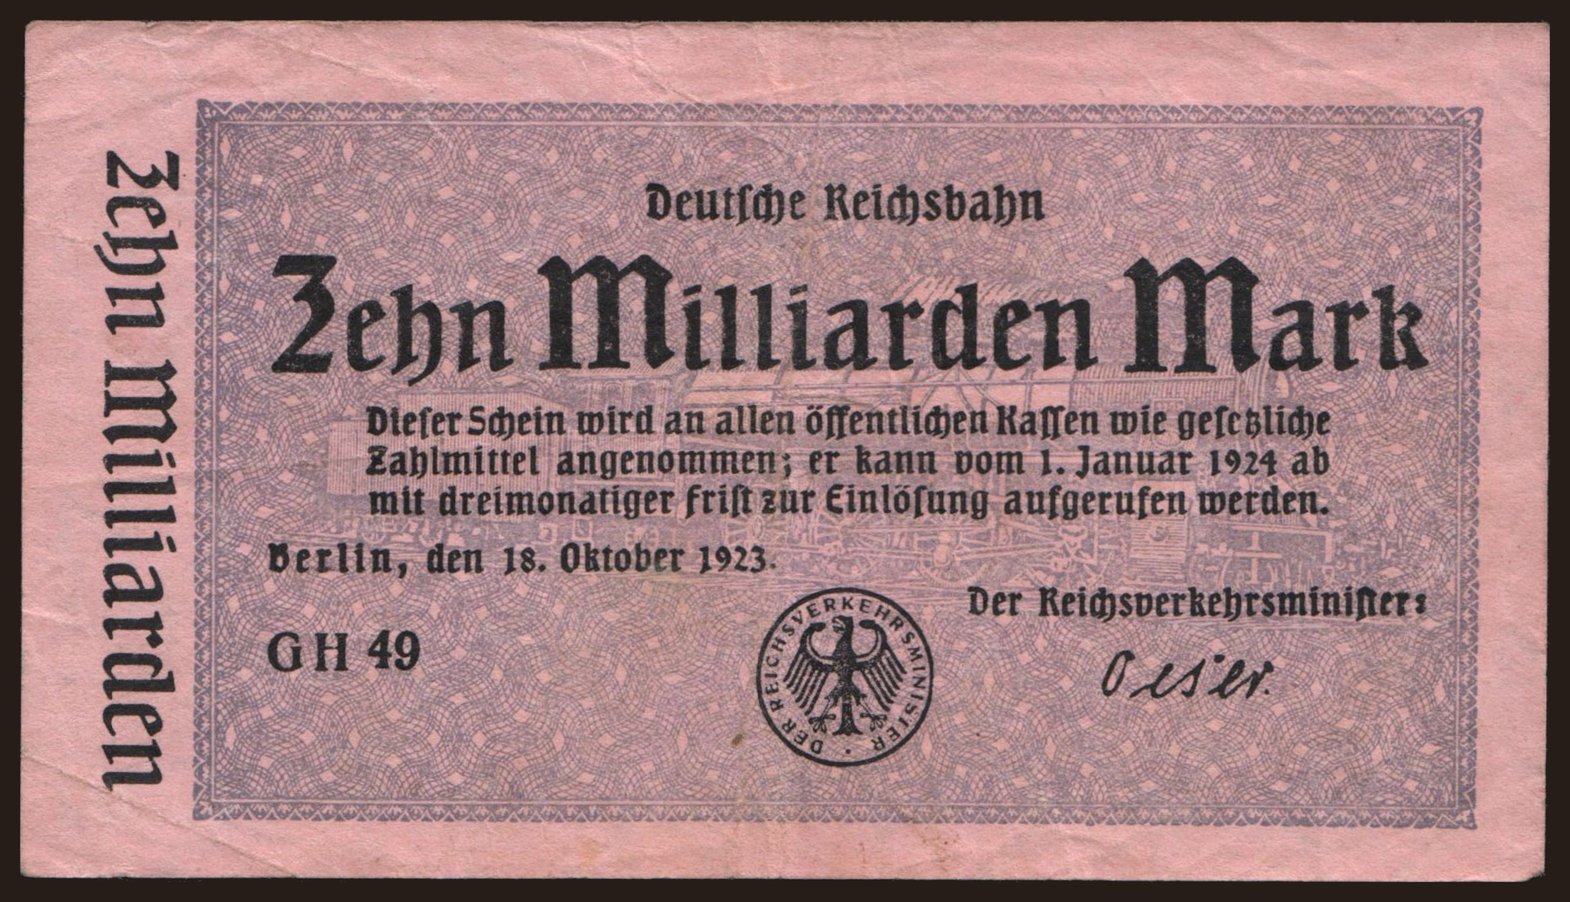 Zehn Milliarden
Deutsche Reichsbahn
Zehn Milliarden Mark
Dieser Schein wird an allen öffentlichen Kassen wie gesetzliche
Zahlmittel angenommen; er kann vom 1. Januar 1924 ab
mit dreimonatiger Frist zur Einlösung aufgerufen werden.
Berlin, den 18. Oktober 1923.
Der Reichsverkehrsminister:
GH 49
DER REICHSVERKEHRSMINISTER
Oeser.